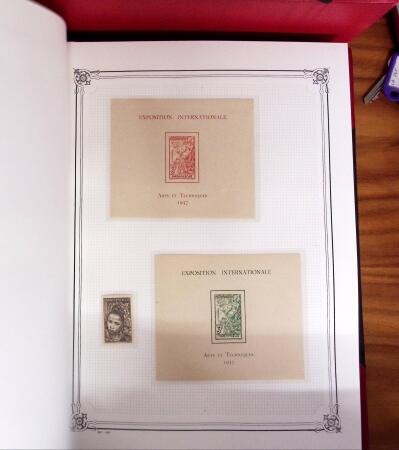 EXPOSITION INTERNATIONALE
ARTS ET TECHNIQUES
1937
EXPOSITION INTERNATIONALE
ARTS ET TECHNIQUES
1937